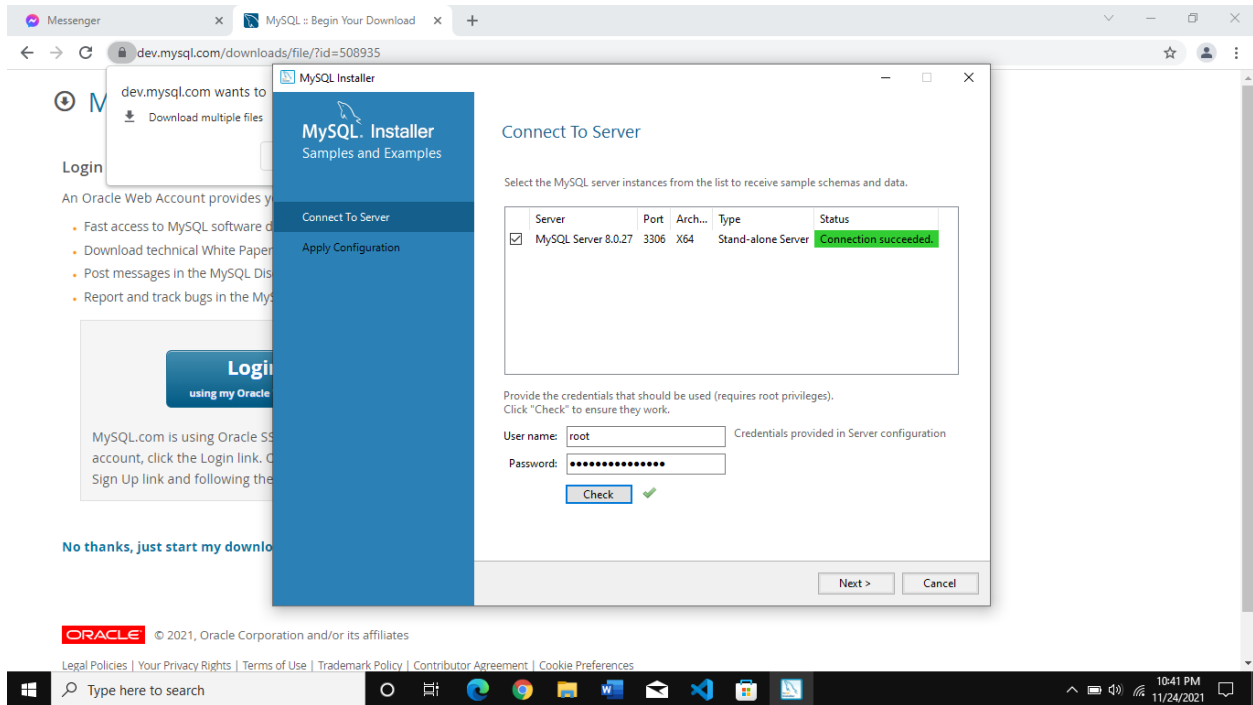 Messenger
MySQL :: Begin Your Download
dev.mysql.com/downloads/file/?id=508935
dev.mysql.com wants to
Download multiple files
Login
An Oracle Web Account provides y
Fast access to MySQL software d
Download technical White Paper
Post messages in the MySQL Dis
Report and track bugs in the MyS
Login
using my Oracle
MySQL.com is using Oracle SS
account, click the Login link. O
Sign Up link and following the
No thanks, just start my downlo
ORACLE © 2021, Oracle Corporation and/or its affiliates
Legal Policies | Your Privacy Rights | Terms of Use | Trademark Policy | Contributor Agreement | Cookie Preferences
MySQL Installer
MySQL. Installer
Samples and Examples
Connect To Server
Apply Configuration
Connect To Server
Select the MySQL server instances from the list to receive sample schemas and data.
Server Port Arch... Type Status
MySQL Server 8.0.27 3306 X64 Stand-alone Server Connection succeeded.
Provide the credentials that should be used (requires root privileges).
Click "Check" to ensure they work.
User name: root Credentials provided in Server configuration
Password: •••••••••••••••
Check
Next > Cancel
Type here to search
10:41 PM
11/24/2021